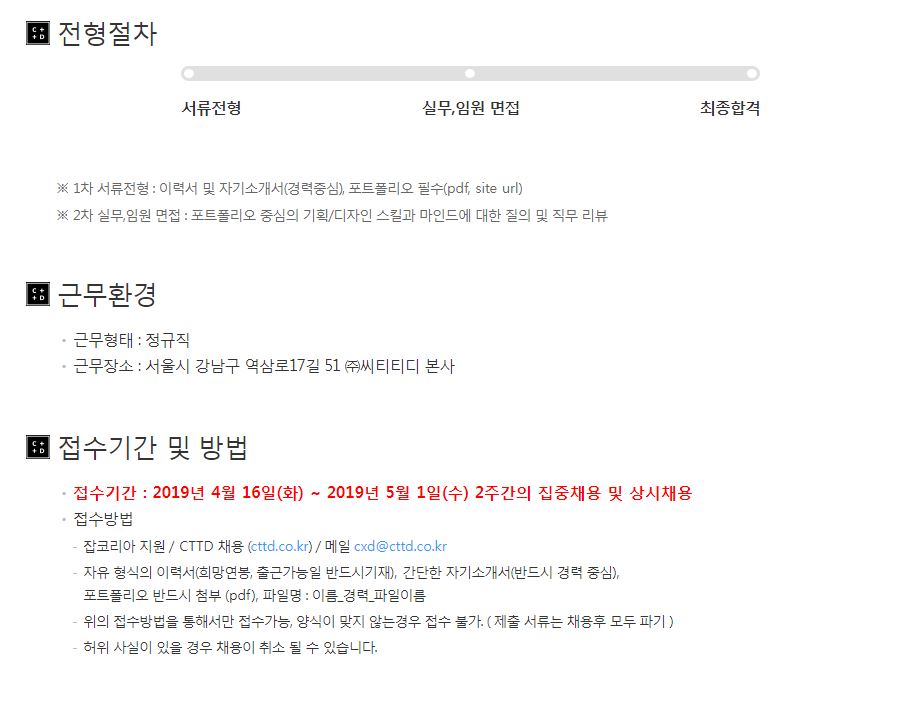 C+
+D
전형절차
서류전형 실무,임원 면접 최종합격
※ 1차 서류전형 : 이력서 및 자기소개서(경력중심), 포트폴리오 필수(pdf, site url)
※ 2차 실무,임원 면접 : 포트폴리오 중심의 기획/디자인 스킬과 마인드에 대한 질의 및 직무 리뷰
C+
+D
근무환경
• 근무형태 : 정규직
• 근무장소 : 서울시 강남구 역삼로17길 51 ㈜씨티티디 본사
C+
+D
접수기간 및 방법
• 접수기간 : 2019년 4월 16일(화) ~ 2019년 5월 1일(수) 2주간의 집중채용 및 상시채용
• 접수방법
- 잡코리아 지원 / CTTD 채용 (cttd.co.kr) / 메일 cxd@cttd.co.kr
- 자유 형식의 이력서(희망연봉, 출근가능일 반드시기재), 간단한 자기소개서(반드시 경력 중심),
포트폴리오 반드시 첨부 (pdf), 파일명 : 이름_경력_파일이름
- 위의 접수방법을 통해서만 접수가능, 양식이 맞지 않는경우 접수 불가. ( 제출 서류는 채용후 모두 파기 )
- 허위 사실이 있을 경우 채용이 취소 될 수 있습니다.